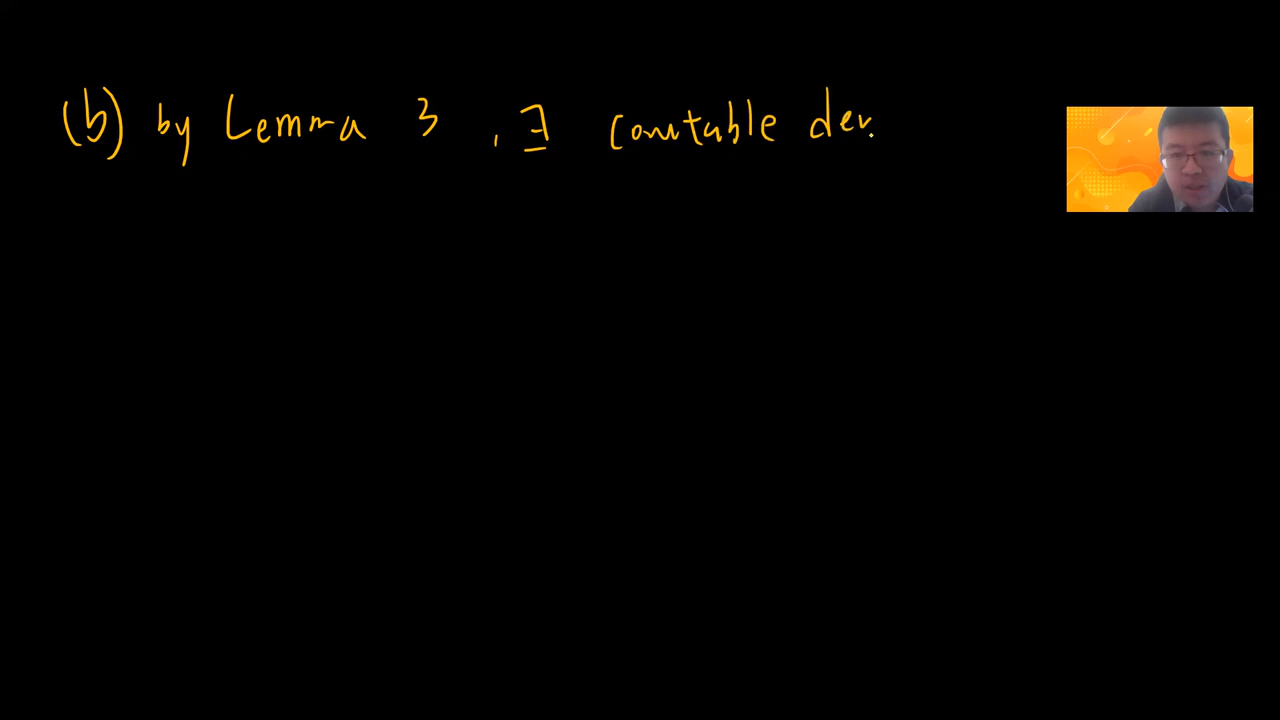 (b) by Lemma 3 , ∃ countable den